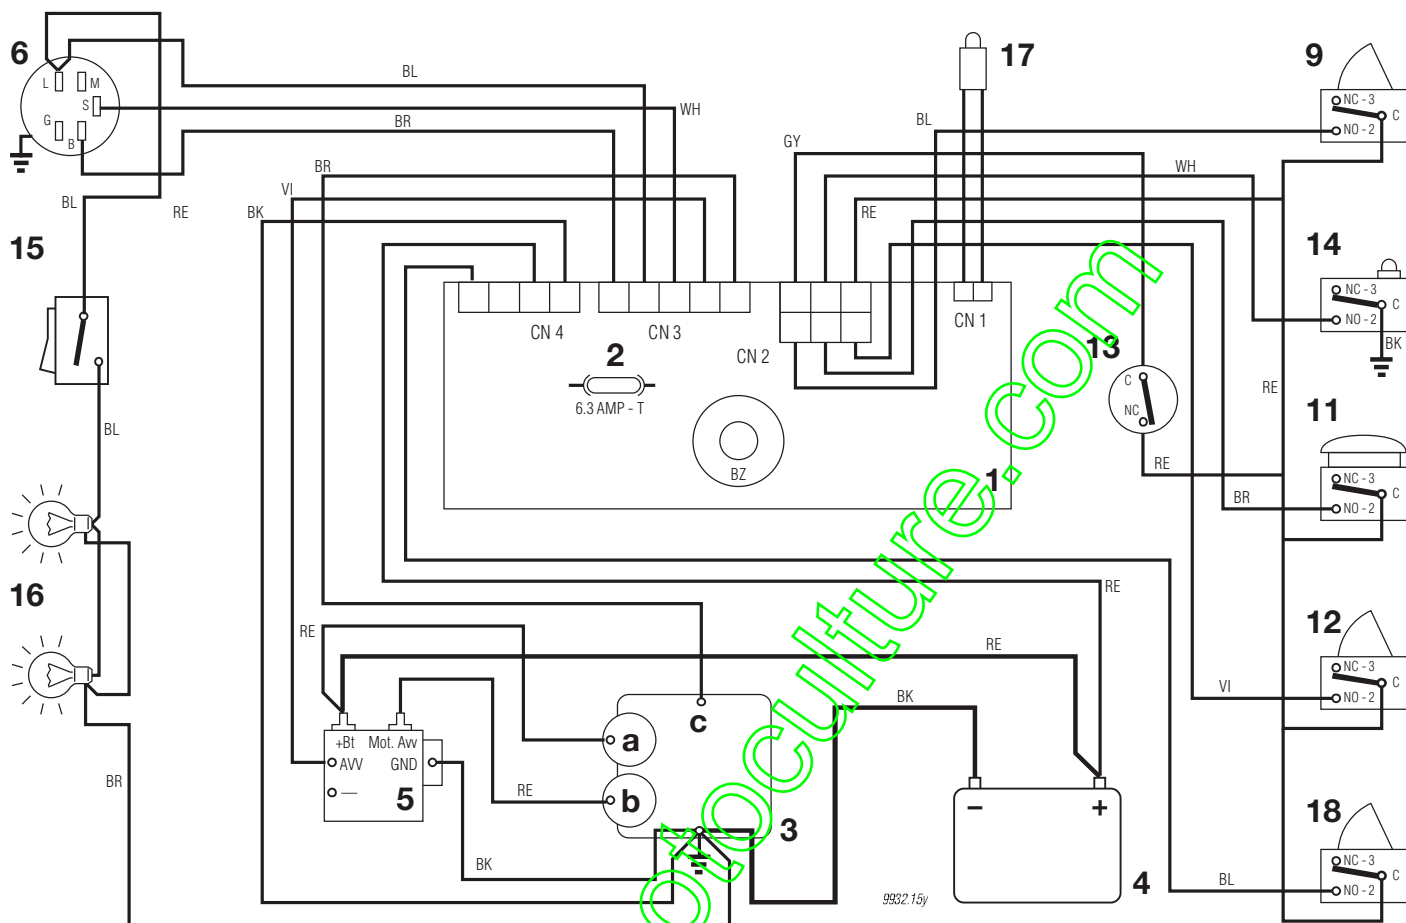 6
17
9
L
M
S
G
B
BL
WH
BR
BL
GY
NC - 3
C
NO - 2
BR
VI
BK
BL
RE
RE
WH
15
14
NC - 3
C
NO - 2
BK
CN 4
CN 3
CN 2
CN 1
2
6.3 AMP - T
13
C
NC
RE
RE
BZ
1
11
NC - 3
C
NO - 2
BR
BL
16
RE
RE
RE
12
NC - 3
C
NO - 2
VI
BK
+Bt
Mot. Avv
AVV
GND
—
5
a
b
c
3
RE
BK
BR
–
+
4
18
NC - 3
C
NO - 2
BL
9932.15y
otoculture.com